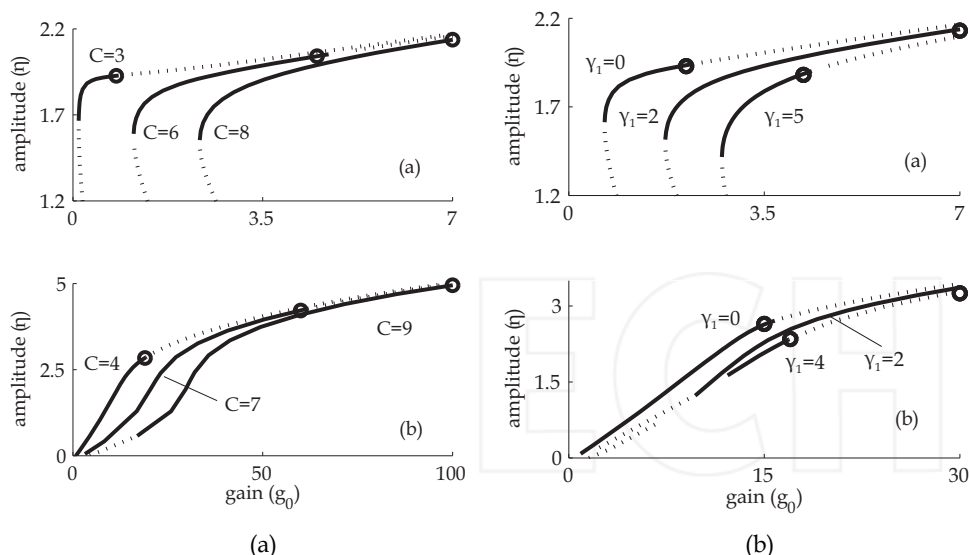 2.2
1.7
1.2
0
3.5
7
amplitude (η)
C=3
C=6
C=8
(a)
2.2
1.7
1.2
0
3.5
7
amplitude (η)
γ₁=0
γ₁=2
γ₁=5
(a)
5
2.5
0
0
50
100
amplitude (η)
gain (g₀)
C=4
C=7
C=9
(b)
3
1.5
0
0
15
30
amplitude (η)
gain (g₀)
γ₁=0
γ₁=4
γ₁=2
(b)
ECH
(a)
(b)